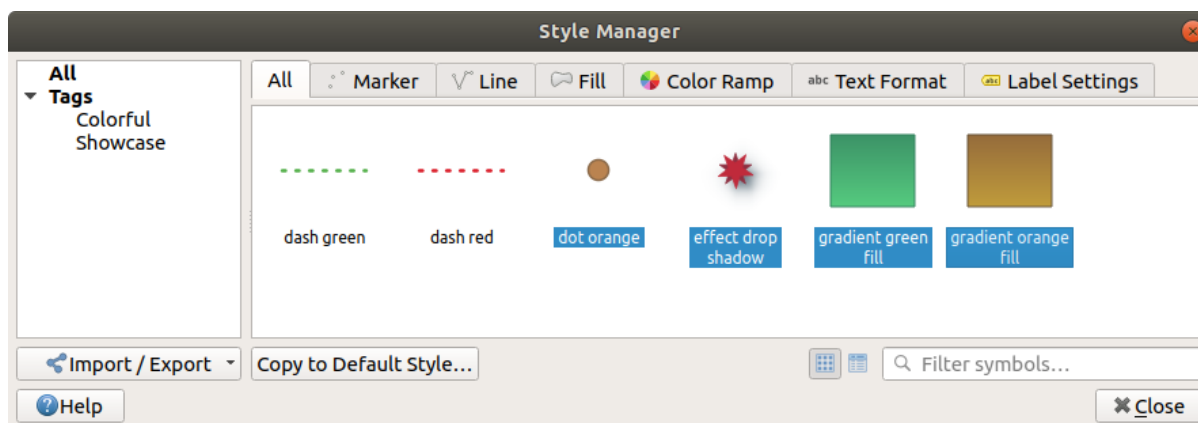 Style Manager
All
Tags
Colorful
Showcase
All Marker Line Fill Color Ramp abc Text Format abc Label Settings
dash green dash red dot orange effect drop shadow gradient green fill gradient orange fill
Import / Export Copy to Default Style... Filter symbols...
Help Close